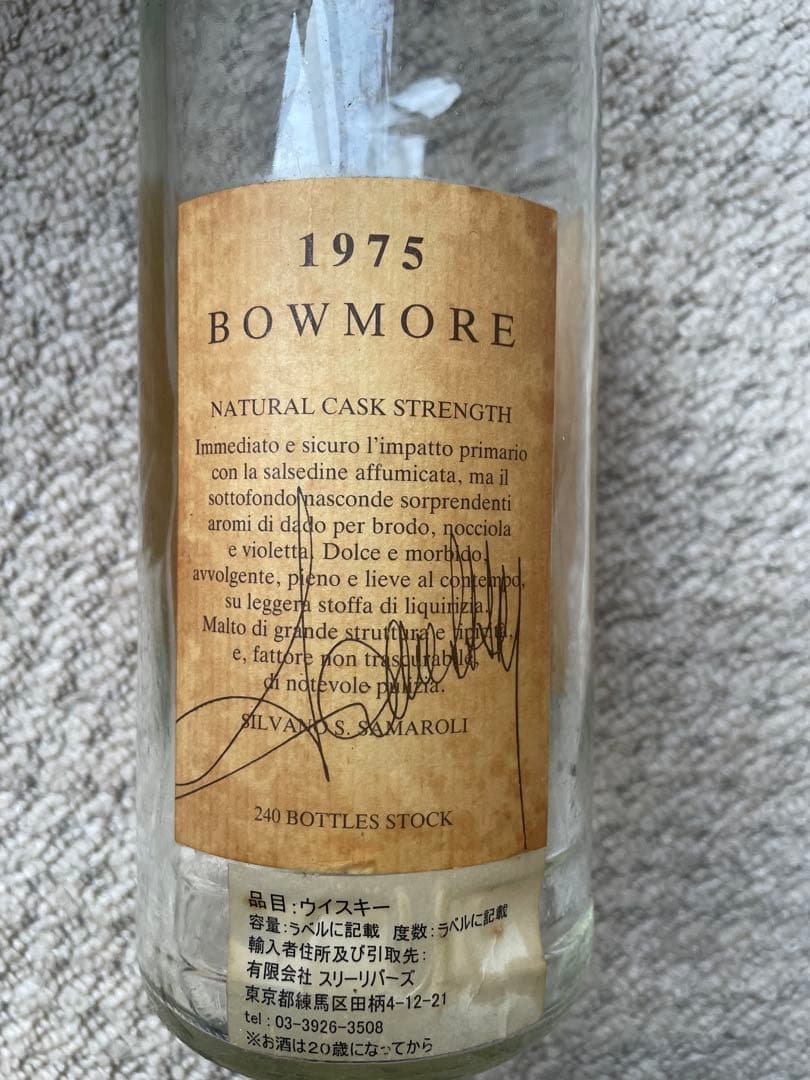 1975
BOWMORE
NATURAL CASK STRENGTH
Immediato e sicuro l'impatto primario
con la salsedine affumicata, ma il
sottofondo nasconde sorprendenti
aromi di dado per brodo, nocciola
e violetta. Dolce e morbido,
avvolgente, pieno e lieve al contempo,
su leggera stoffa di liquirizia.
Malto di grande struttura e
e, fattore non trascurabile,
di notevole pulizia.
SILVANO S. SAMAROLI
240 BOTTLES STOCK
品目:ウイスキー
容量:ラベルに記載 度数:ラベルに記載
輸入者住所及び引取先:
有限会社 スリーリバーズ
東京都練馬区田柄4-12-21
tel : 03-3926-3508
※お酒は20歳になってから